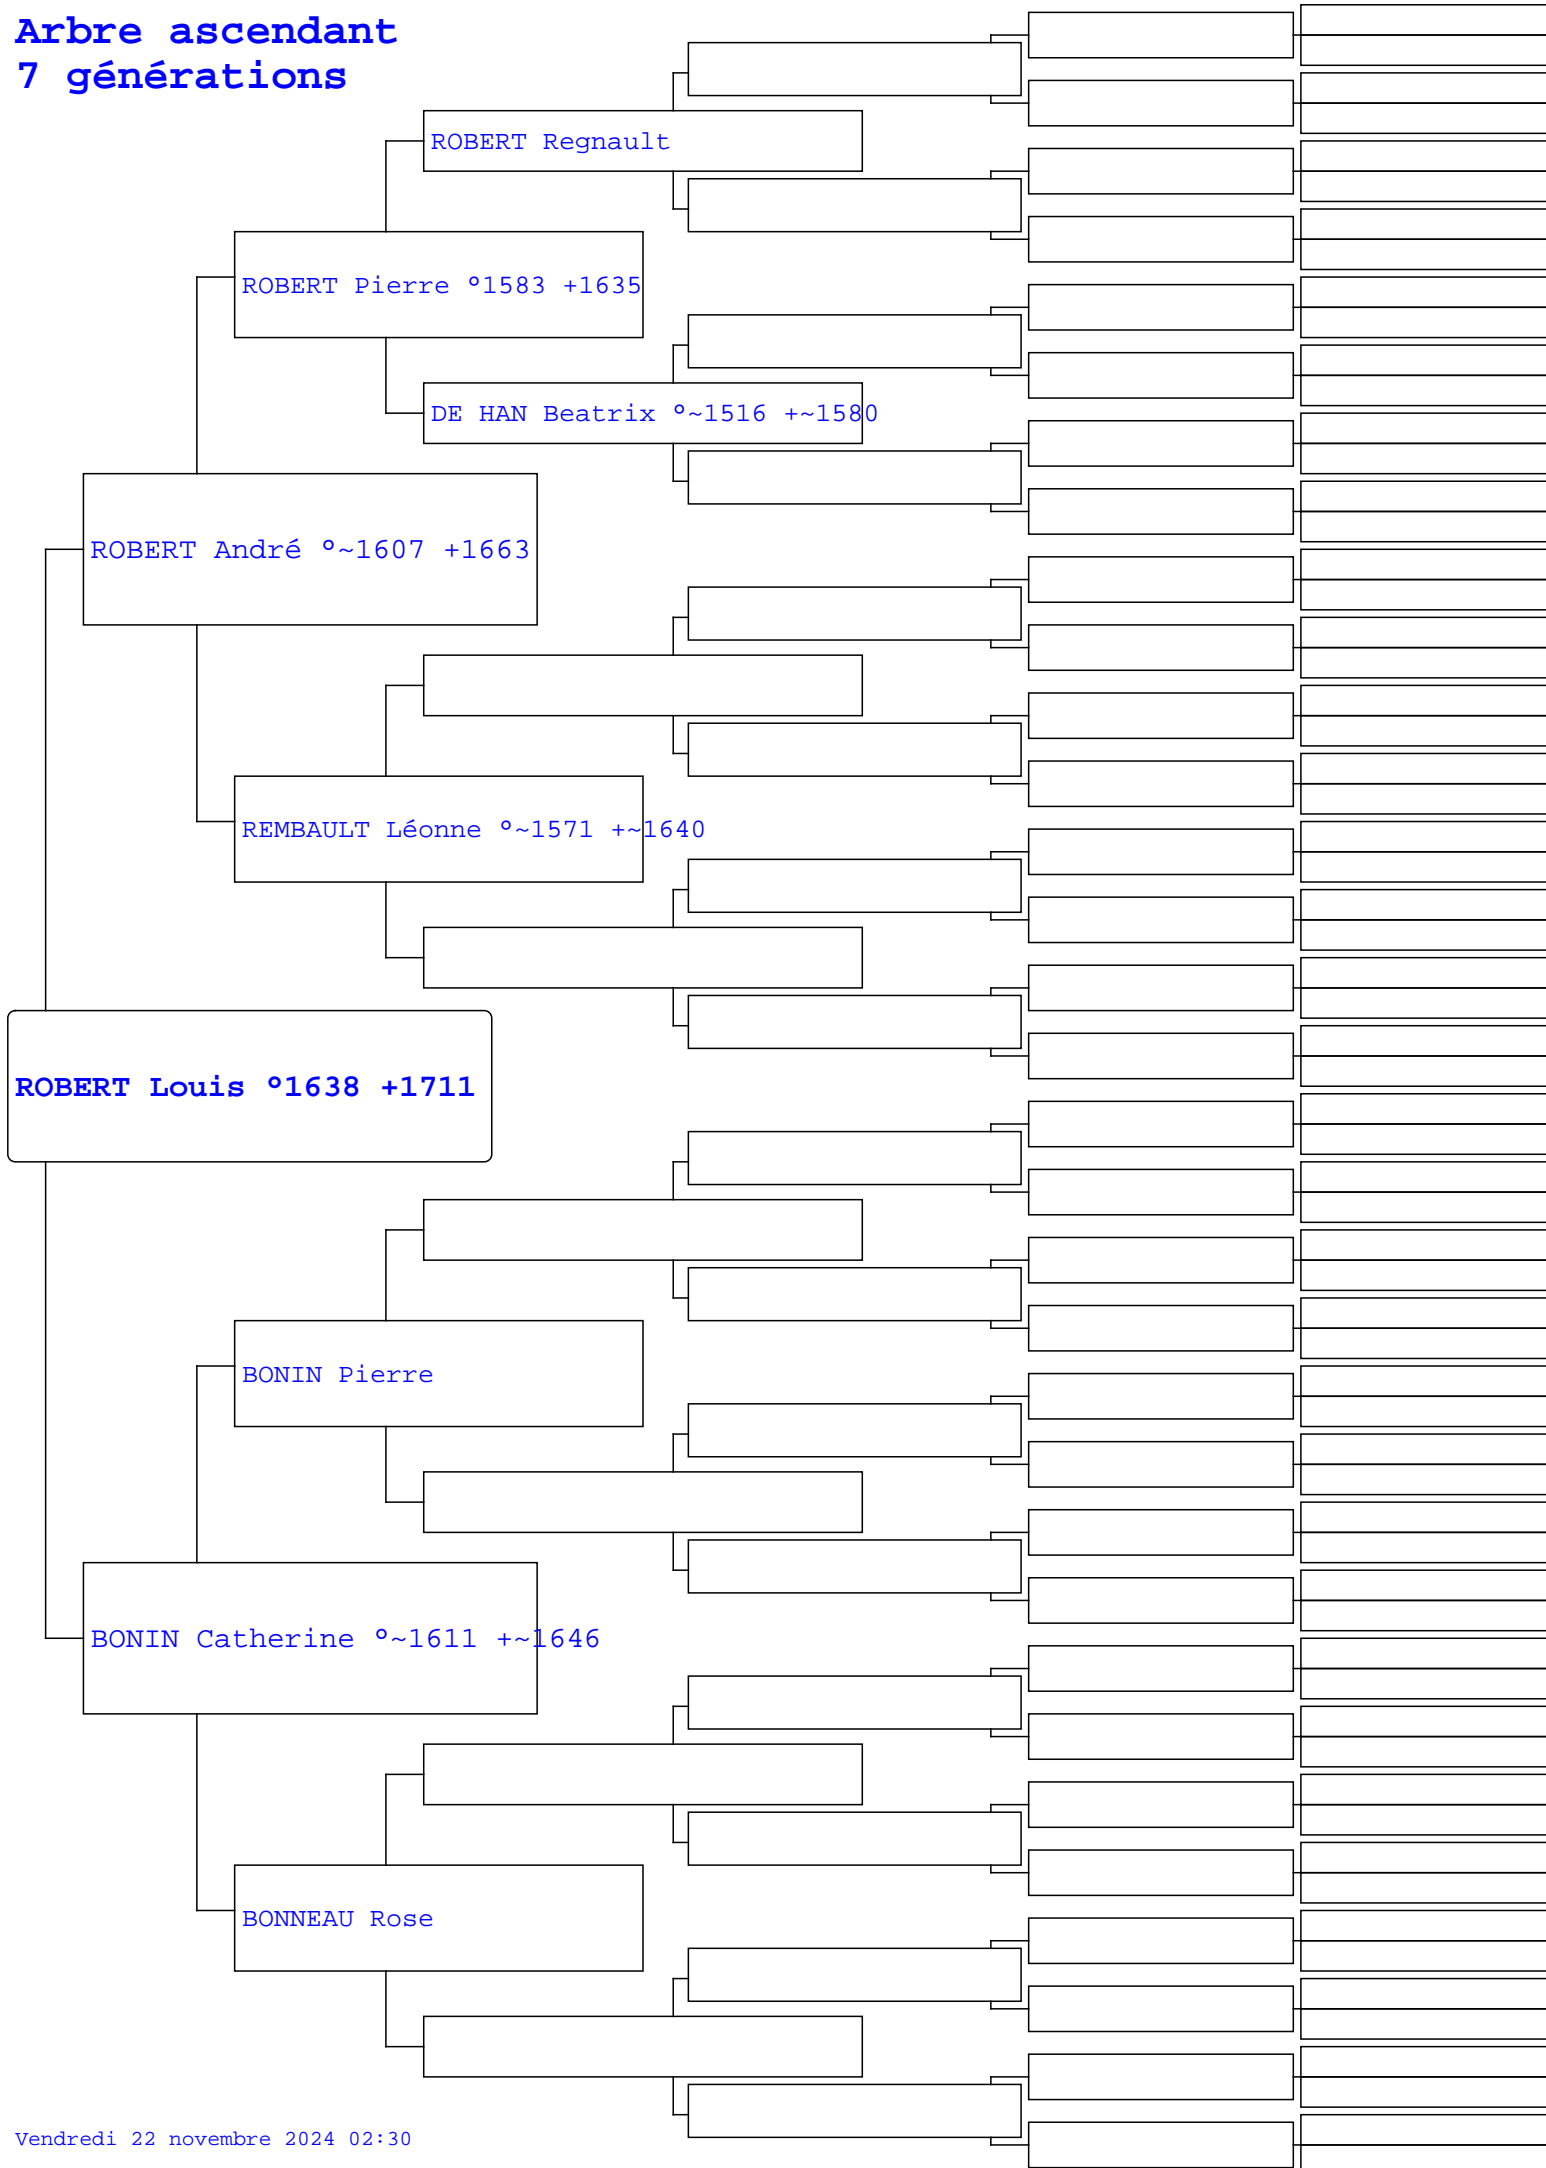 Arbre ascendant
7 générations
ROBERT Regnault
ROBERT Pierre °1583 +1635
DE HAN Beatrix °~1516 +~1580
ROBERT André °~1607 +1663
REMBAULT Léonne °~1571 +~1640
ROBERT Louis °1638 +1711
BONIN Pierre
BONIN Catherine °~1611 +~1646
BONNEAU Rose
Vendredi 22 novembre 2024 02:30